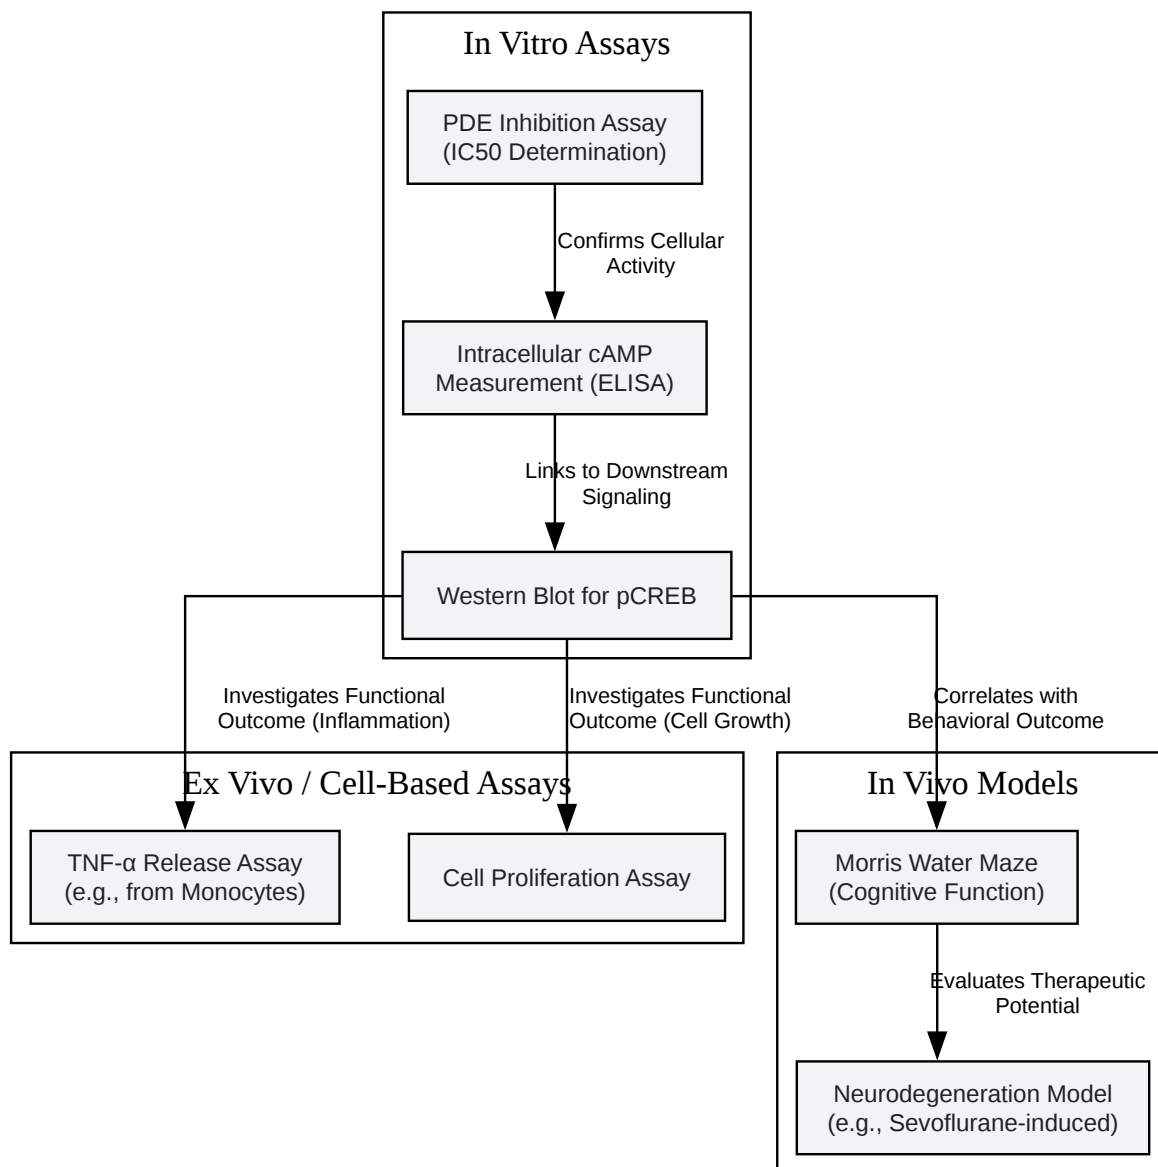 In Vitro Assays
PDE Inhibition Assay
(IC50 Determination)
Confirms Cellular
Activity
Intracellular cAMP
Measurement (ELISA)
Links to Downstream
Signaling
Western Blot for pCREB
Investigates Functional
Outcome (Inflammation)
Investigates Functional
Outcome (Cell Growth)
Correlates with
Behavioral Outcome
Ex Vivo / Cell-Based Assays
TNF-α Release Assay
(e.g., from Monocytes)
Cell Proliferation Assay
In Vivo Models
Morris Water Maze
(Cognitive Function)
Evaluates Therapeutic
Potential
Neurodegeneration Model
(e.g., Sevoflurane-induced)